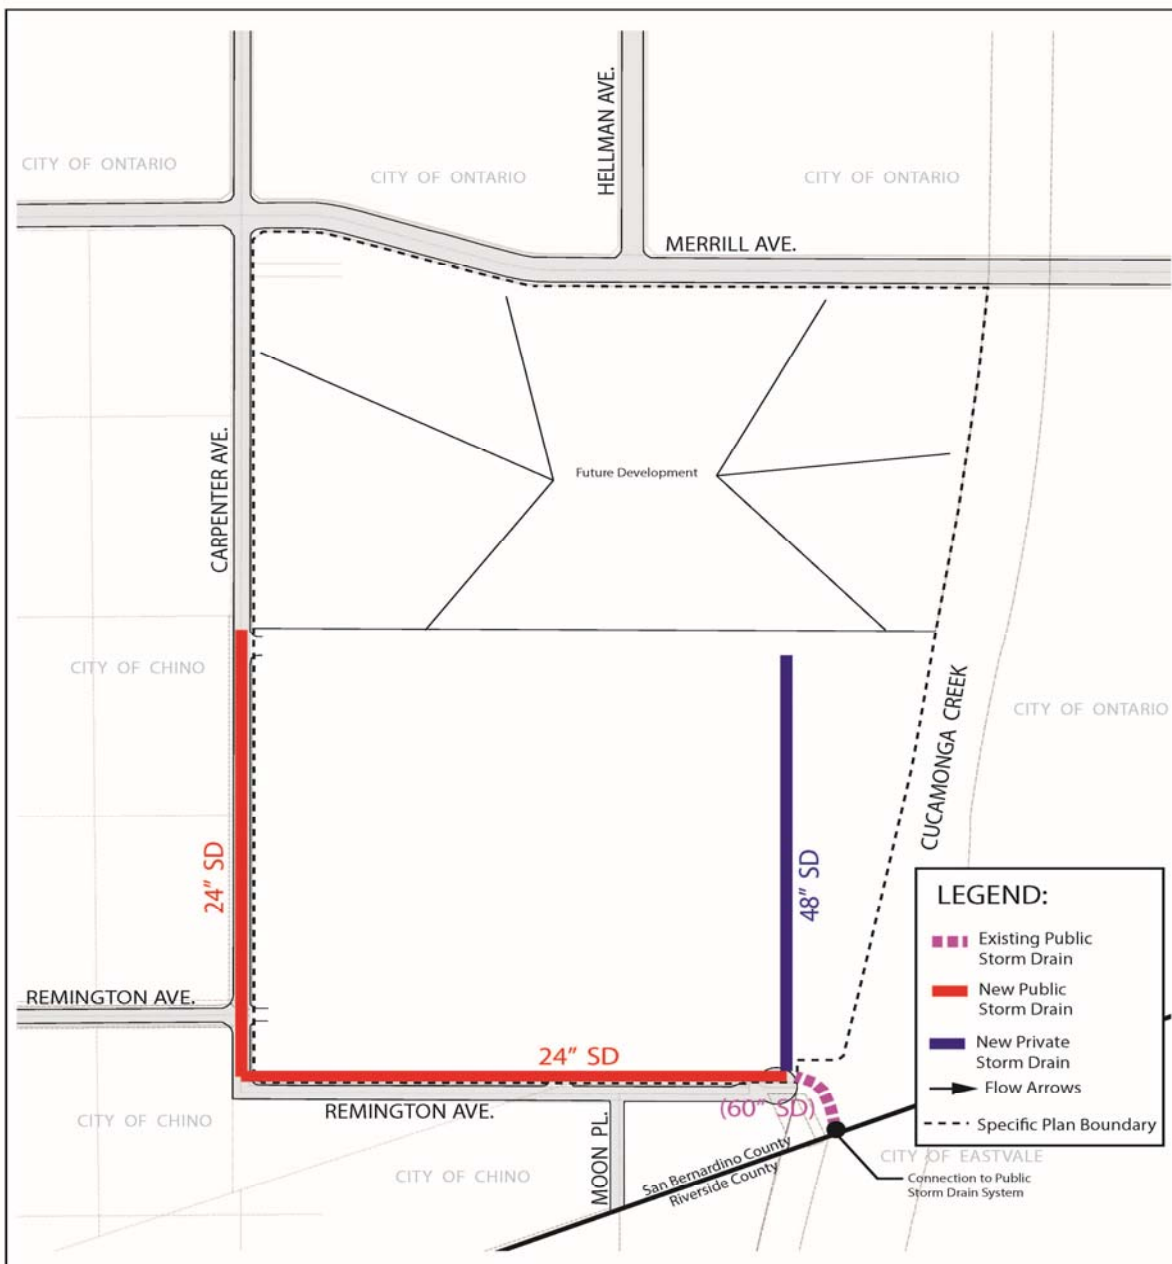 HELLMAN AVE.
CITY OF ONTARIO
CITY OF ONTARIO
CITY OF ONTARIO
MERRILL AVE.
CARPENTER AVE.
Future Development
CITY OF CHINO
CUCAMONGA CREEK
CITY OF ONTARIO
24" SD
48" SD
LEGEND:
Existing Public
Storm Drain
New Public
Storm Drain
New Private
Storm Drain
Flow Arrows
Specific Plan Boundary
REMINGTON AVE.
24" SD
REMINGTON AVE.
(60" SD)
CITY OF CHINO
CITY OF CHINO
MOON PL.
San Bernardino County
Riverside County
CITY OF EASTVALE
Connection to Public
Storm Drain System